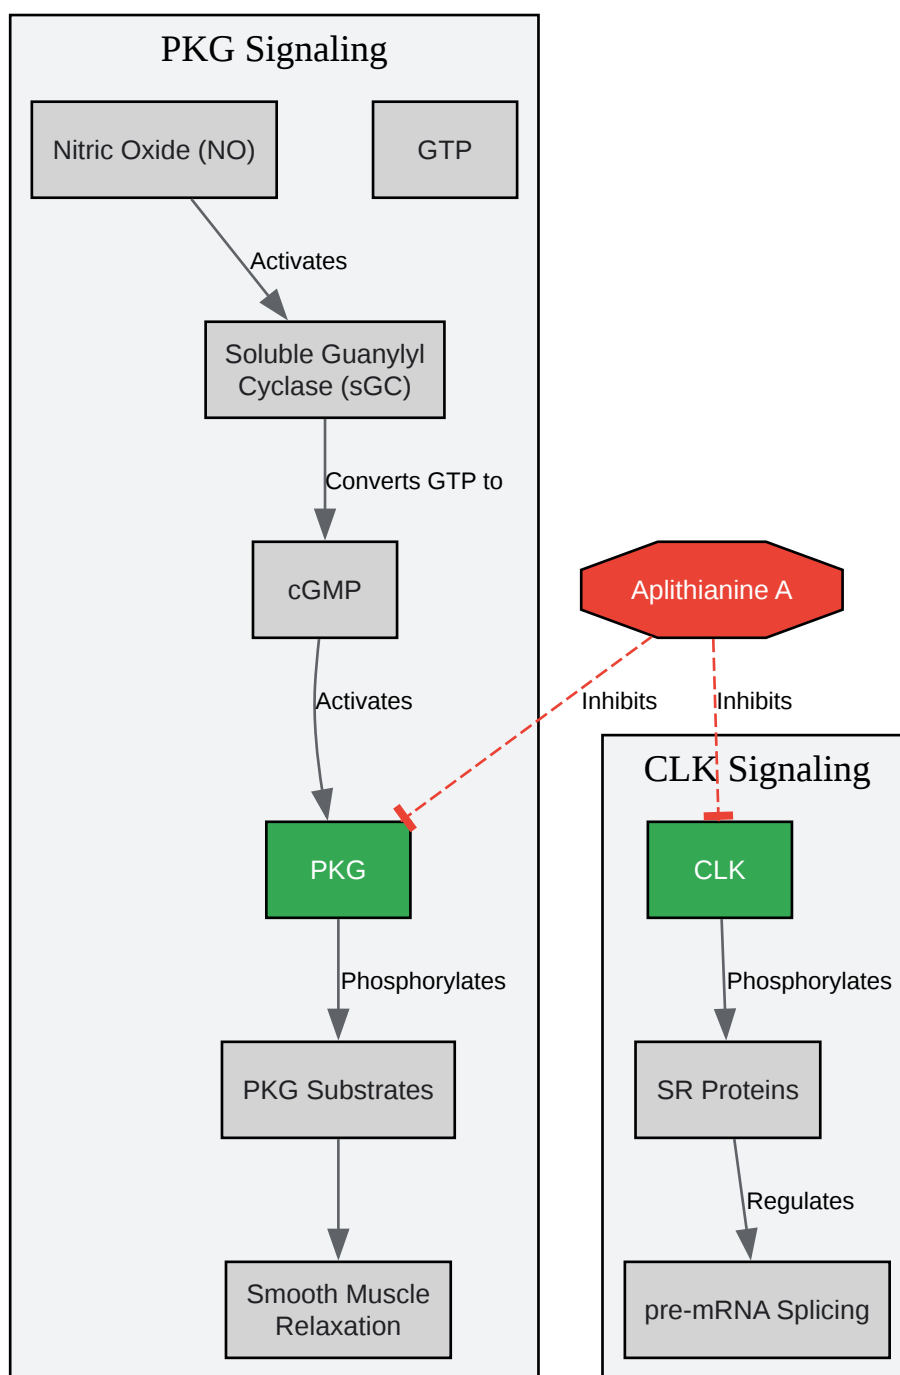 PKG Signaling
Nitric Oxide (NO)
GTP
Activates
Soluble Guanylyl
Cyclase (sGC)
Converts GTP to
cGMP
Aplithianine A
Activates
Inhibits
Inhibits
CLK Signaling
PKG
CLK
Phosphorylates
Phosphorylates
PKG Substrates
SR Proteins
Regulates
Smooth Muscle
Relaxation
pre-mRNA Splicing